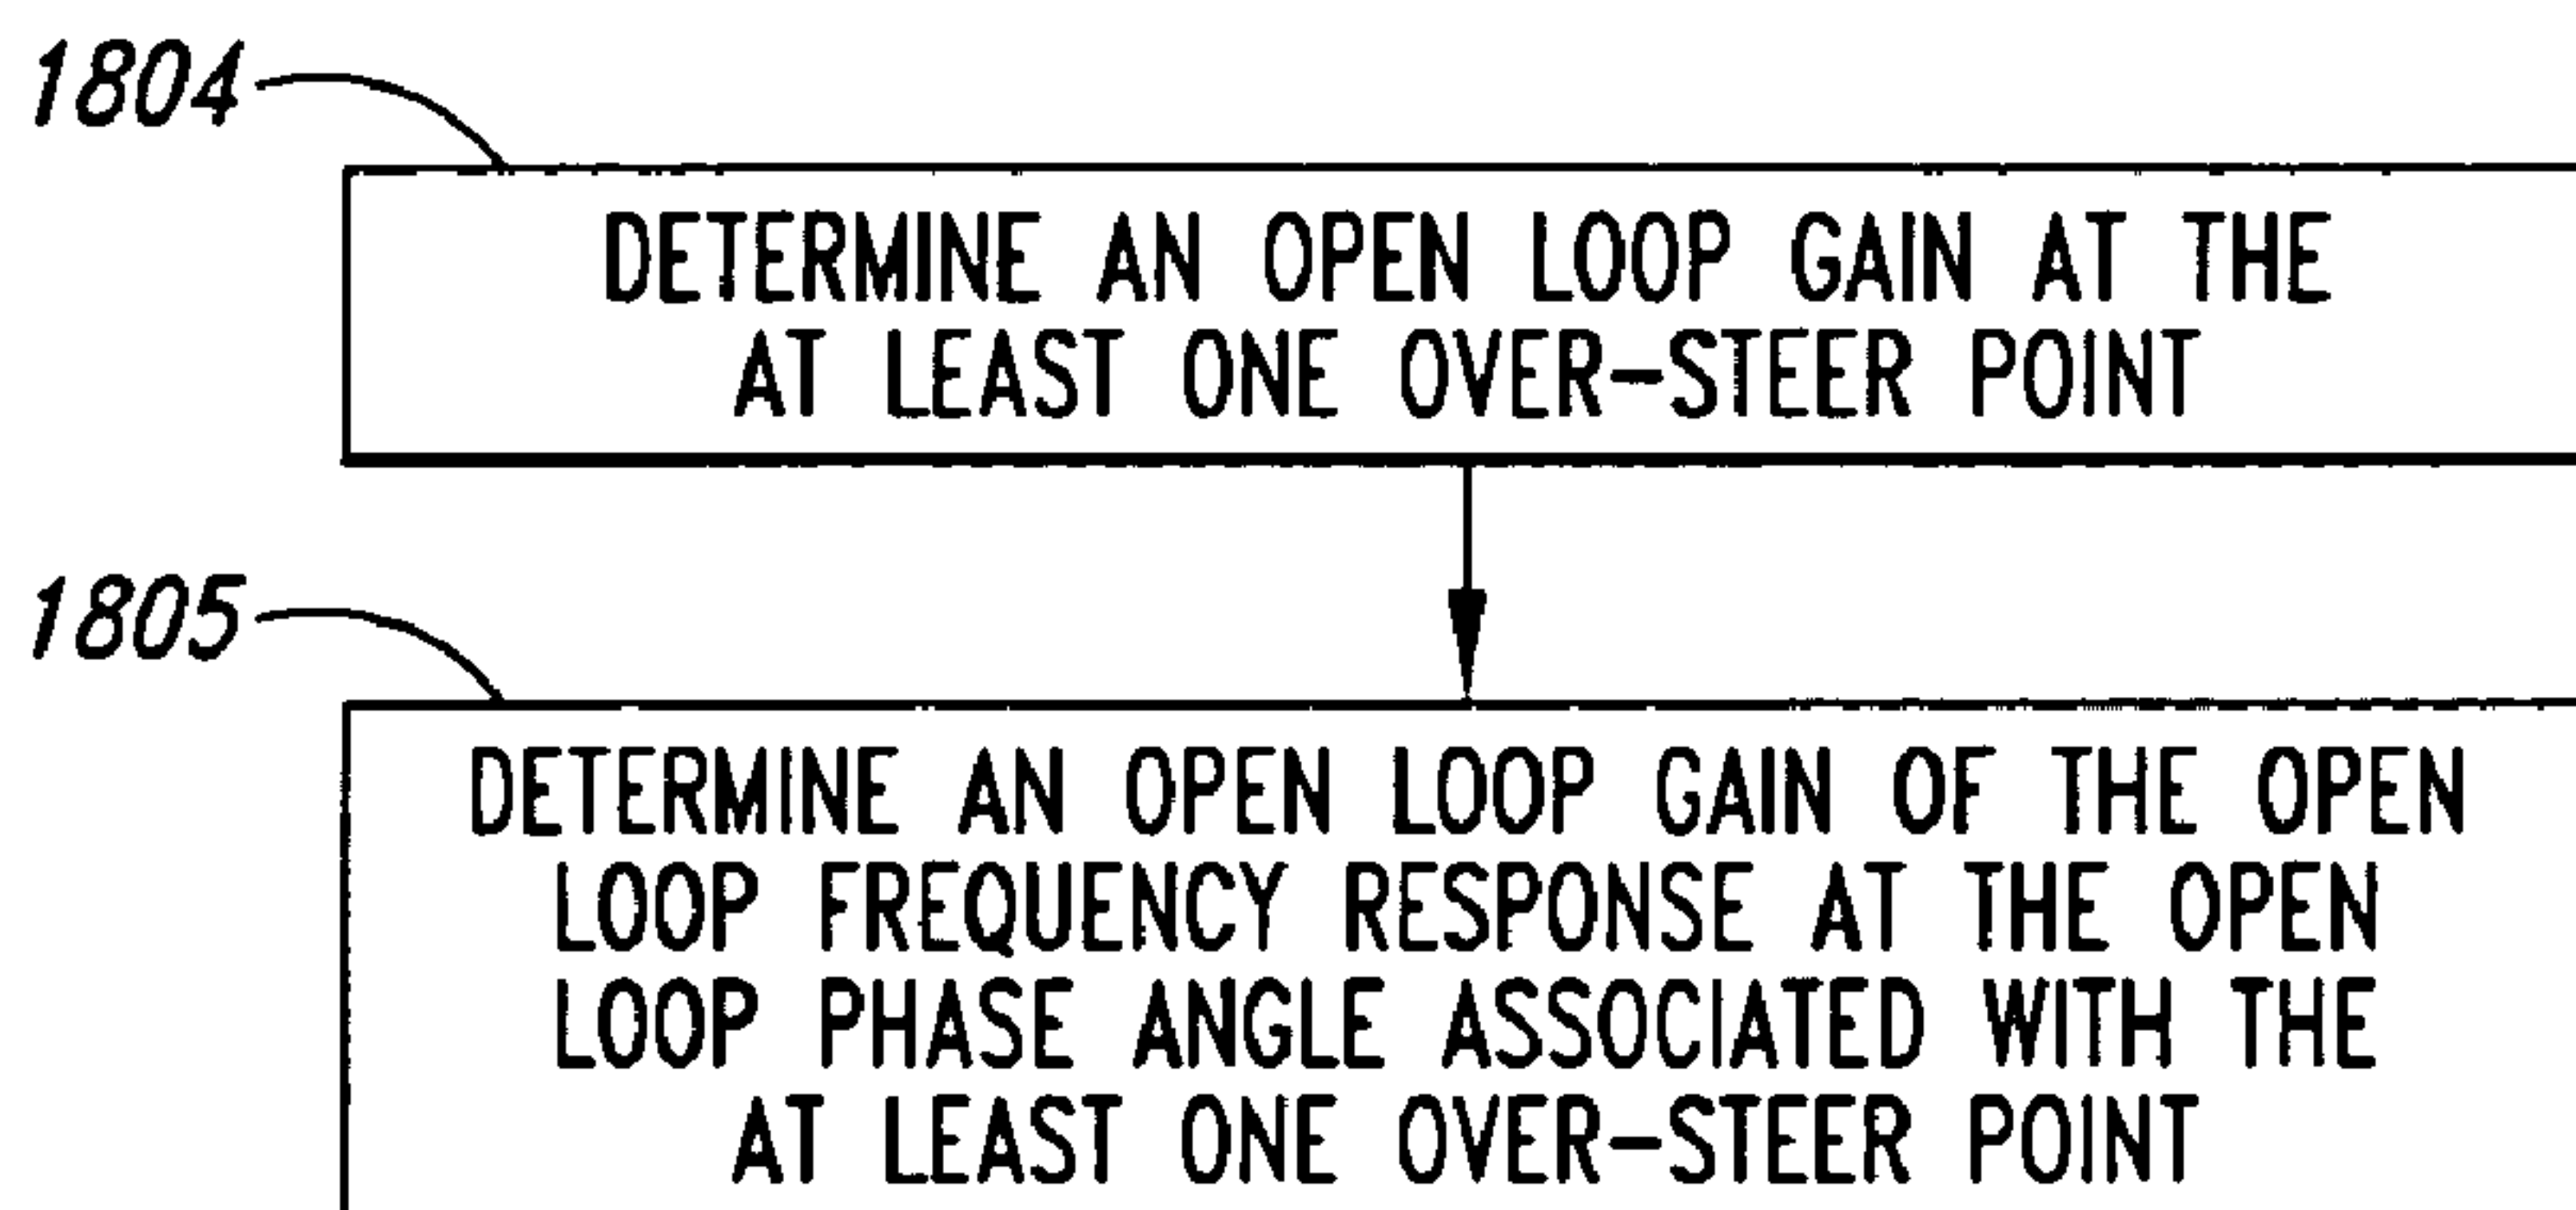 1804
DETERMINE AN OPEN LOOP GAIN AT THE
AT LEAST ONE OVER-STEER POINT
1805
DETERMINE AN OPEN LOOP GAIN OF THE OPEN
LOOP FREQUENCY RESPONSE AT THE OPEN
LOOP PHASE ANGLE ASSOCIATED WITH THE
AT LEAST ONE OVER-STEER POINT